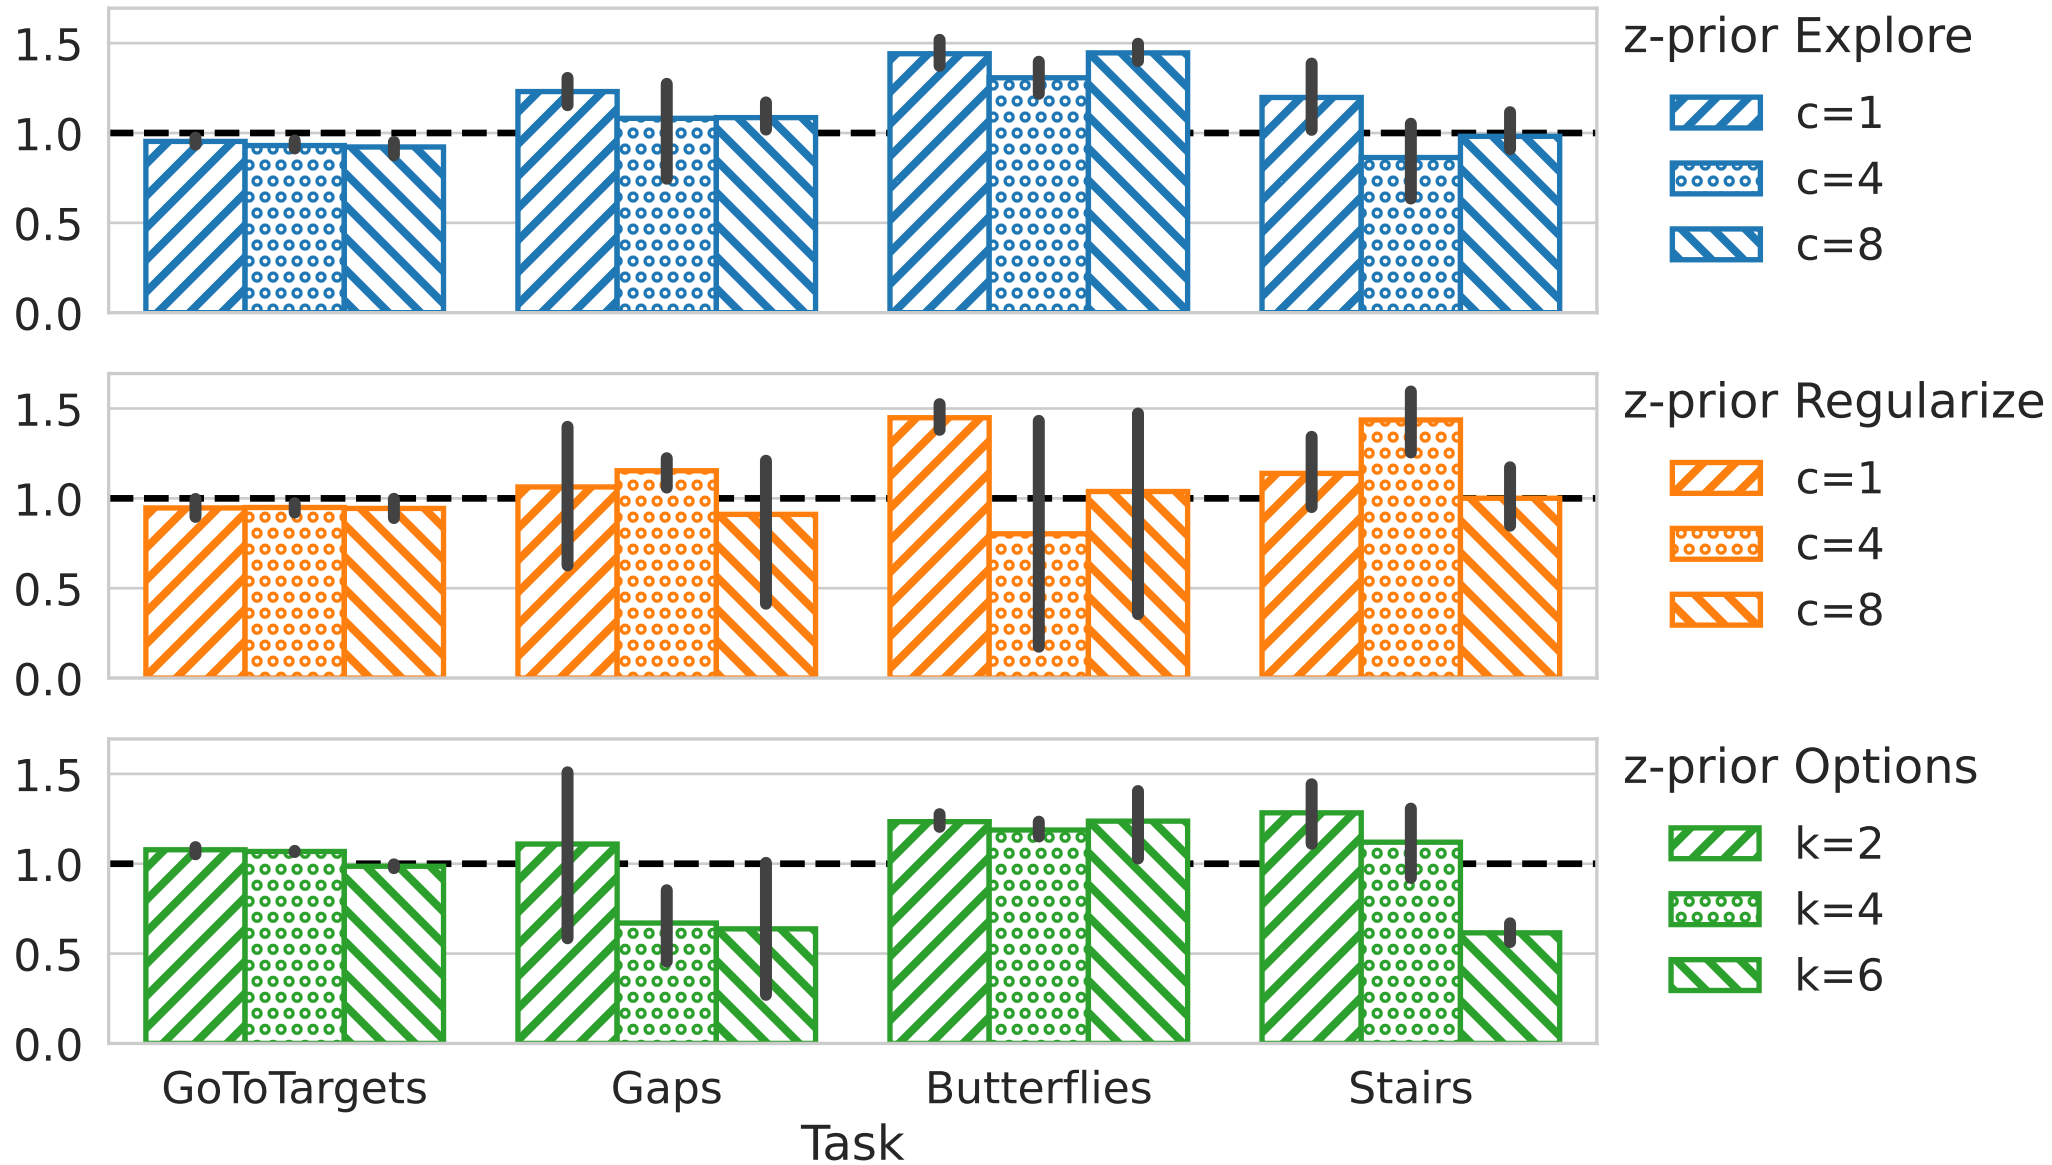 1.5
1.0
0.5
0.0
z-prior Explore
c=1
c=4
c=8
1.5
1.0
0.5
0.0
z-prior Regularize
c=1
c=4
c=8
1.5
1.0
0.5
0.0
z-prior Options
k=2
k=4
k=6
GoToTargets
Gaps
Butterflies
Stairs
Task